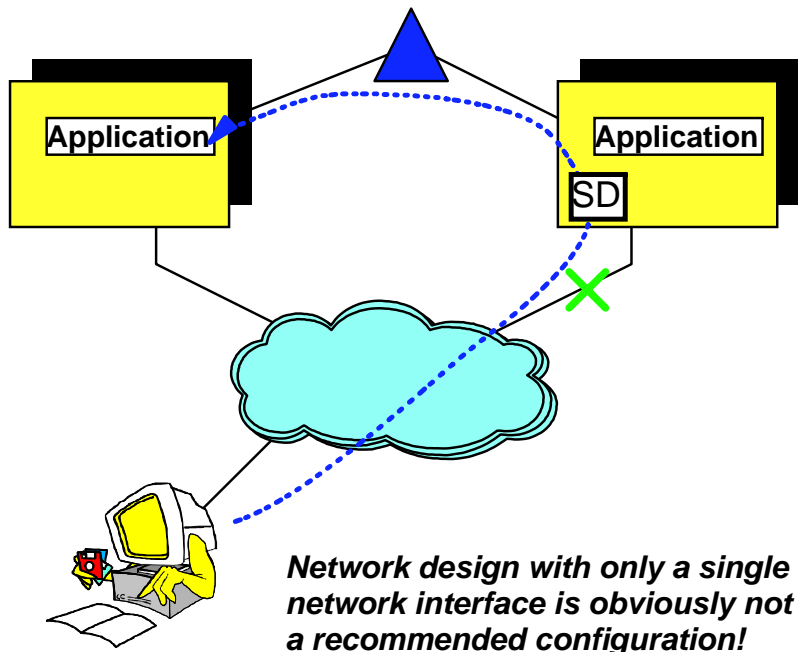 Application
Application
SD
Network design with only a single
network interface is obviously not
a recommended configuration!